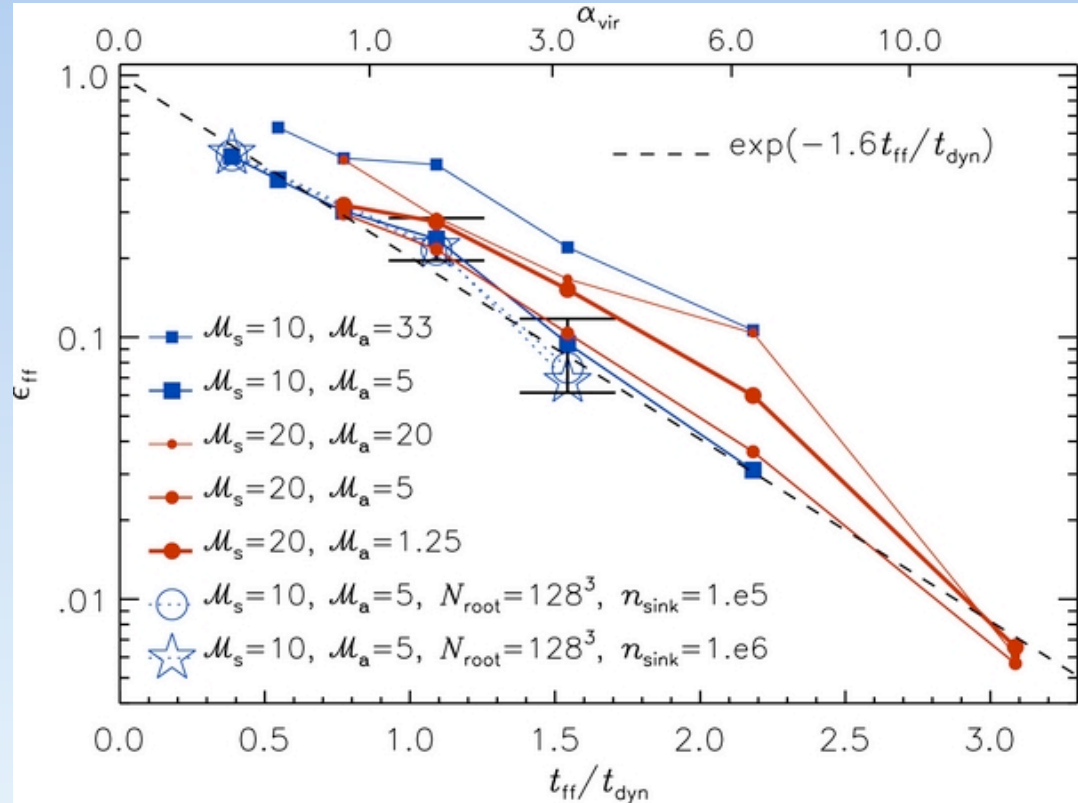 α_vir
0.0 1.0 3.0 6.0 10.0
1.0
0.1
.01
ϵ_ff
exp(−1.6t_ff/t_dyn)
ℳ_s=10, ℳ_a=33
ℳ_s=10, ℳ_a=5
ℳ_s=20, ℳ_a=20
ℳ_s=20, ℳ_a=5
ℳ_s=20, ℳ_a=1.25
ℳ_s=10, ℳ_a=5, N_root=128³, n_sink=1.e5
ℳ_s=10, ℳ_a=5, N_root=128³, n_sink=1.e6
0.0 0.5 1.0 1.5 2.0 2.5 3.0
t_ff/t_dyn